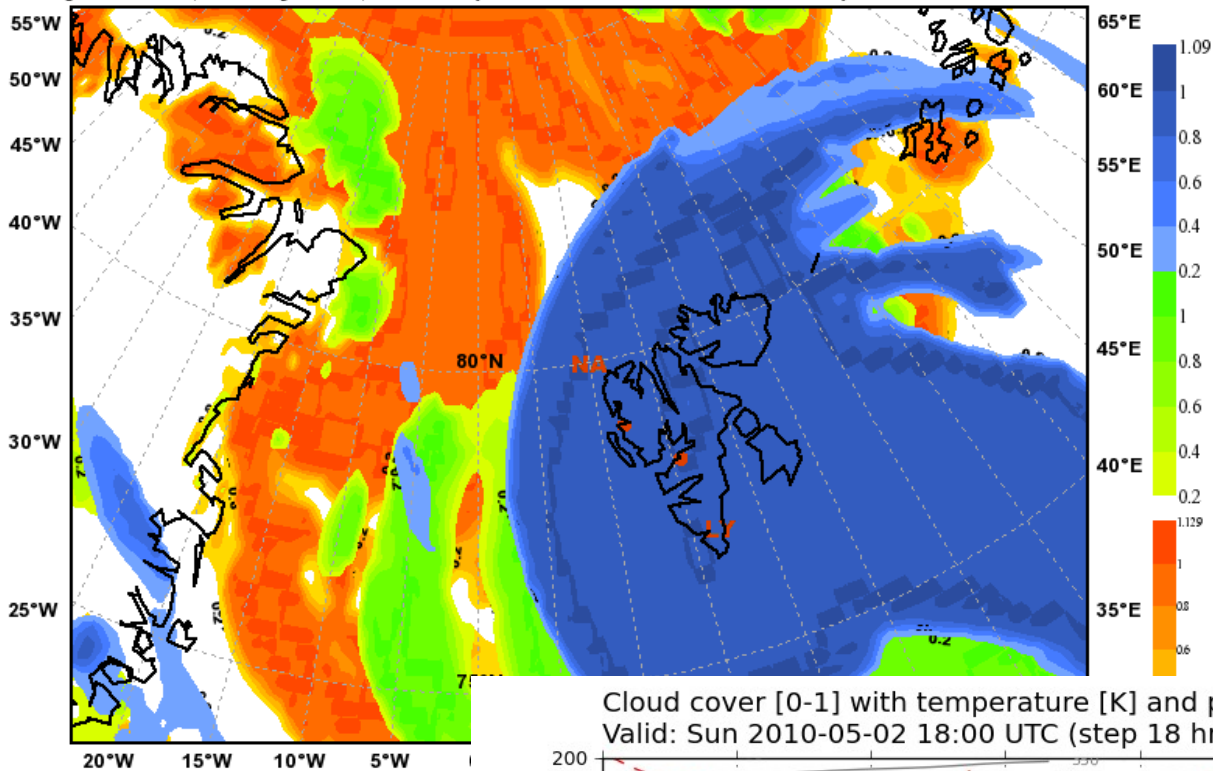 55°W
50°W
45°W
40°W
35°W
30°W
25°W
20°W 15°W 10°W 5°W
65°E
60°E
55°E
50°E
45°E
40°E
35°E
80°N
NA
LY
0.2
1.09
1
0.8
0.6
0.4
0.2
1
0.8
0.6
0.4
0.2
1.129
1
0.8
0.6
Cloud cover [0-1] with temperature [K] and p
Valid: Sun 2010-05-02 18:00 UTC (step 18 hr
200